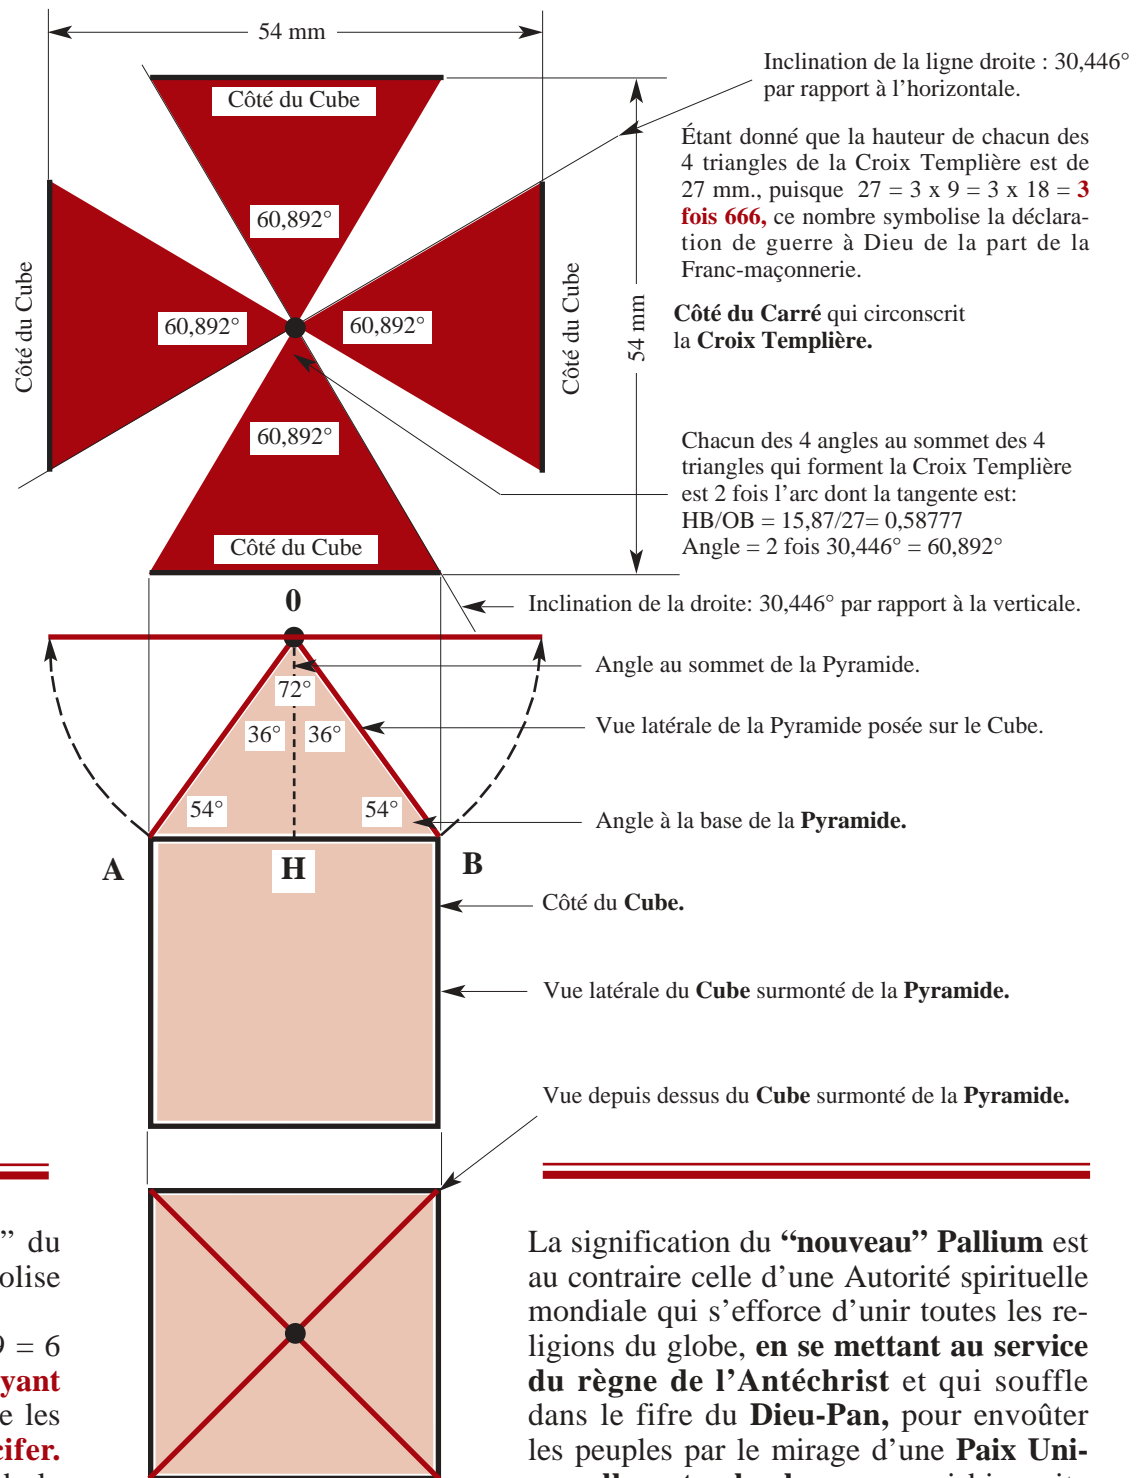 54 mm
Inclination de la ligne droite : 30,446°
par rapport à l’horizontale.
Côté du Cube
Étant donné que la hauteur de chacun des
4 triangles de la Croix Templière est de
27 mm., puisque 27 = 3 x 9 = 3 x 18 = 3
fois 666, ce nombre symbolise la déclara-
tion de guerre à Dieu de la part de la
Franc-maçonnerie.
60,892°
Côté du Cube
60,892°
60,892°
Côté du Cube
54 mm
Côté du Carré qui circonscrit
la Croix Templière.
60,892°
Chacun des 4 angles au sommet des 4
triangles qui forment la Croix Templière
est 2 fois l’arc dont la tangente est:
HB/OB = 15,87/27= 0,58777
Angle = 2 fois 30,446° = 60,892°
Côté du Cube
0
Inclination de la droite: 30,446° par rapport à la verticale.
Angle au sommet de la Pyramide.
72°
36°
36°
Vue latérale de la Pyramide posée sur le Cube.
54°
54°
Angle à la base de la Pyramide.
A
H
B
Côté du Cube.
Vue latérale du Cube surmonté de la Pyramide.
Vue depuis dessus du Cube surmonté de la Pyramide.
” du
olise
9 = 6
yant
e les
cifer.
La signification du “nouveau” Pallium est
au contraire celle d’une Autorité spirituelle
mondiale qui s’efforce d’unir toutes les re-
ligions du globe, en se mettant au service
du règne de l’Antéchrist et qui souffle
dans le fifre du Dieu-Pan, pour envoûter
les peuples par le mirage d’une Paix Uni-